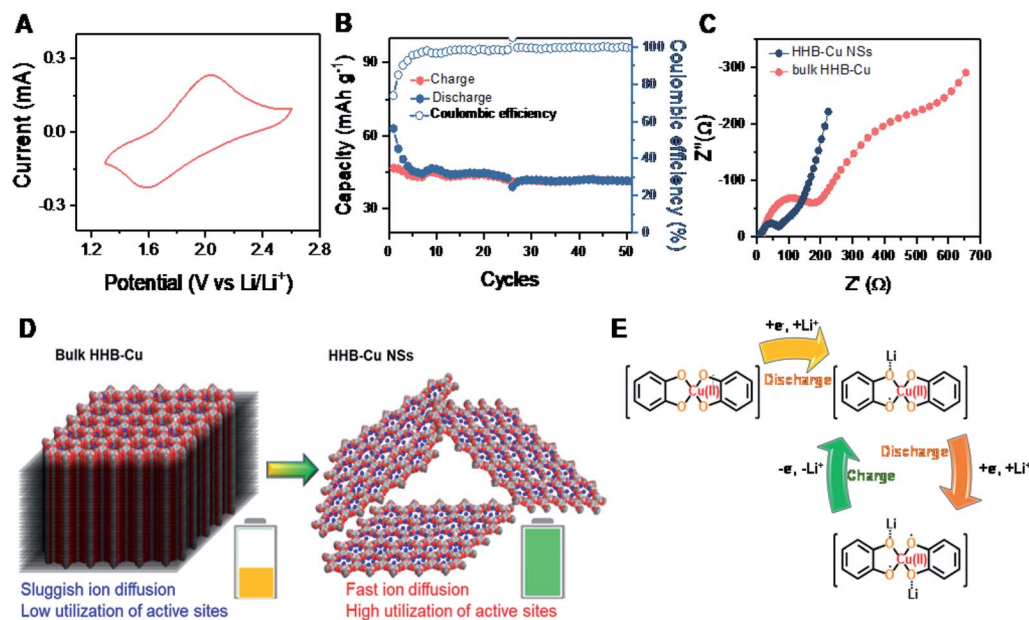 A
Current (mA)
0.3
0.0
-0.3
1.2
1.6
2.0
2.4
2.8
Potential (V vs Li/Li⁺)
B
Capacity (mAh g⁻¹)
90
60
30
Charge
Discharge
Coulombic efficiency
0
10
20
30
40
50
Cycles
100
80
60
40
20
0
Coulombic efficiency (%)
C
HHB-Cu NSs
bulk HHB-Cu
Z''(Ω)
-300
-200
-100
0
0
100
200
300
400
500
600
700
Z' (Ω)
D
Bulk HHB-Cu
HHB-Cu NSs
Sluggish ion diffusion
Low utilization of active sites
Fast ion diffusion
High utilization of active sites
E
+e⁻, +Li⁺
Discharge
O
O
Cu(II)
O
O
Li
O
O
Cu(II)
O
O
-e⁻, -Li⁺
Charge
Discharge
+e⁻, +Li⁺
Li
O
O
Cu(II)
O
O
Li